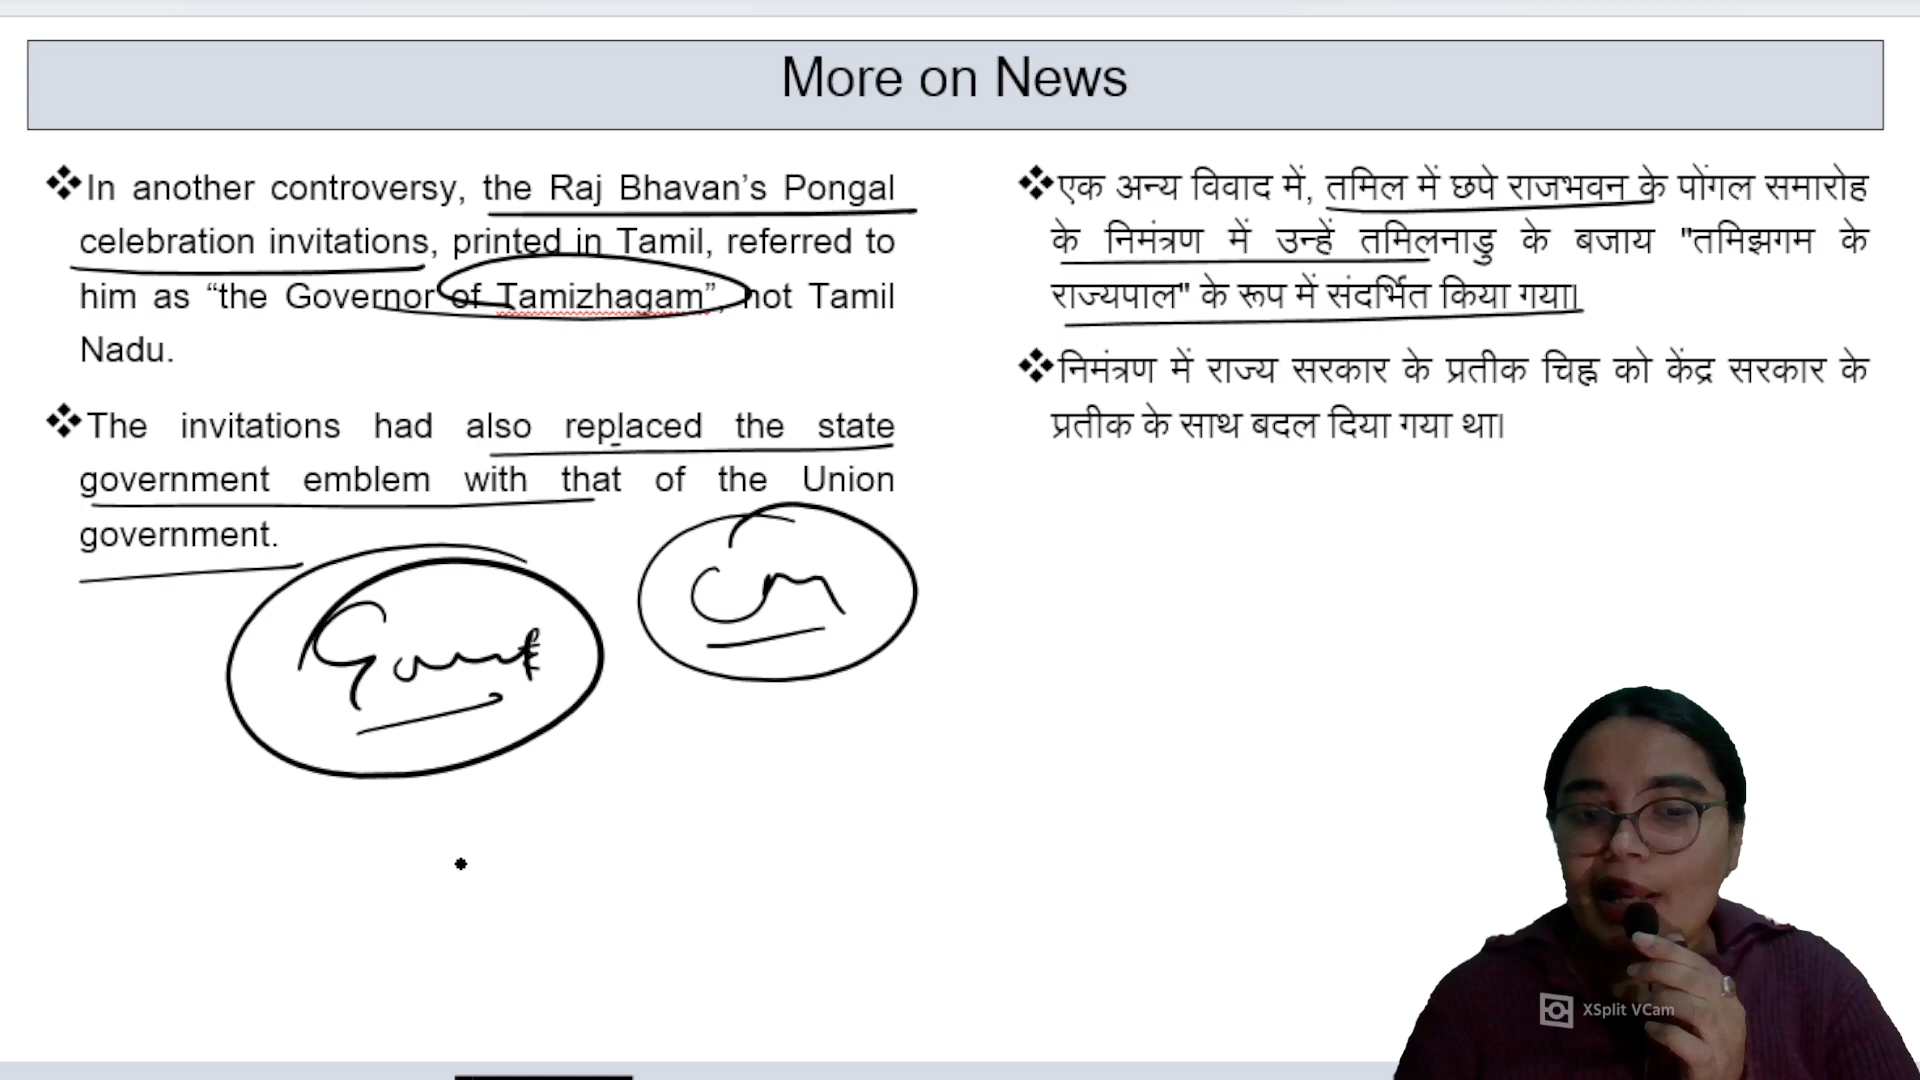 More on News
❖In another controversy, the Raj Bhavan’s Pongal
celebration invitations, printed in Tamil, referred to
him as “the Governor of Tamizhagam”, not Tamil
Nadu.
❖The invitations had also replaced the state
government emblem with that of the Union
government.
CM
❖एक अन्य विवाद में, तमिल में छपे राजभवन के पोंगल समारोह
के निमंत्रण में उन्हें तमिलनाडु के बजाय "तमिझगम के
राज्यपाल" के रूप में संदर्भित किया गया।
❖निमंत्रण में राज्य सरकार के प्रतीक चिह्न को केंद्र सरकार के
प्रतीक के साथ बदल दिया गया था।
XSplit VCam